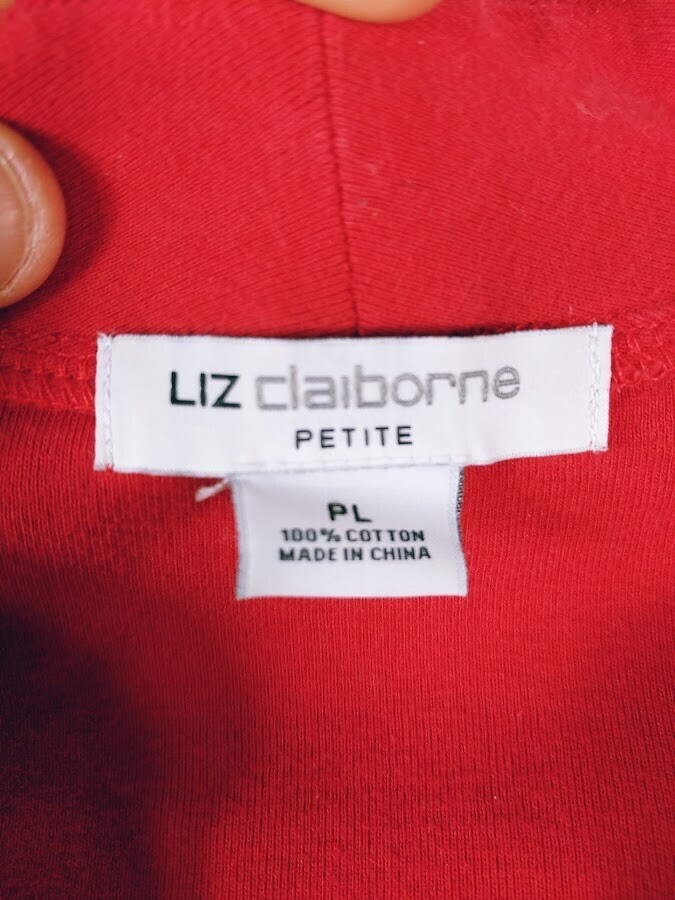 LIZ claiborne
PETITE
PL
100% COTTON
MADE IN CHINA